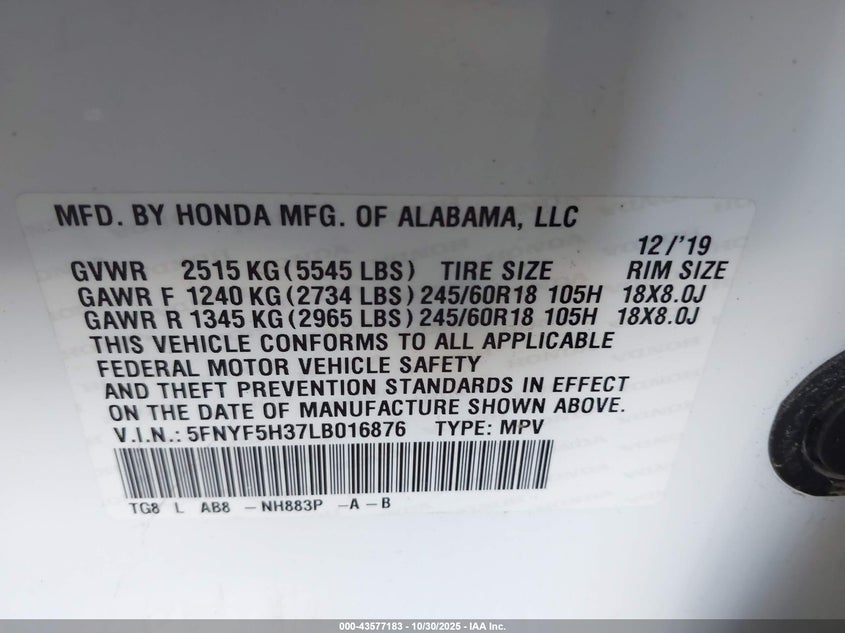 MFD. BY HONDA MFG. OF ALABAMA, LLC
12/'19
GVWR 2515 KG (5545 LBS) TIRE SIZE RIM SIZE
GAWR F 1240 KG (2734 LBS) 245/60R18 105H 18X8.0J
GAWR R 1345 KG (2965 LBS) 245/60R18 105H 18X8.0J
THIS VEHICLE CONFORMS TO ALL APPLICABLE
FEDERAL MOTOR VEHICLE SAFETY
AND THEFT PREVENTION STANDARDS IN EFFECT
ON THE DATE OF MANUFACTURE SHOWN ABOVE.
V.I.N.: 5FNYF5H37LB016876 TYPE: MPV
TG8 L AB8 -NH883P -A-B
000-43577183 - 10/30/2025 - IAA Inc.